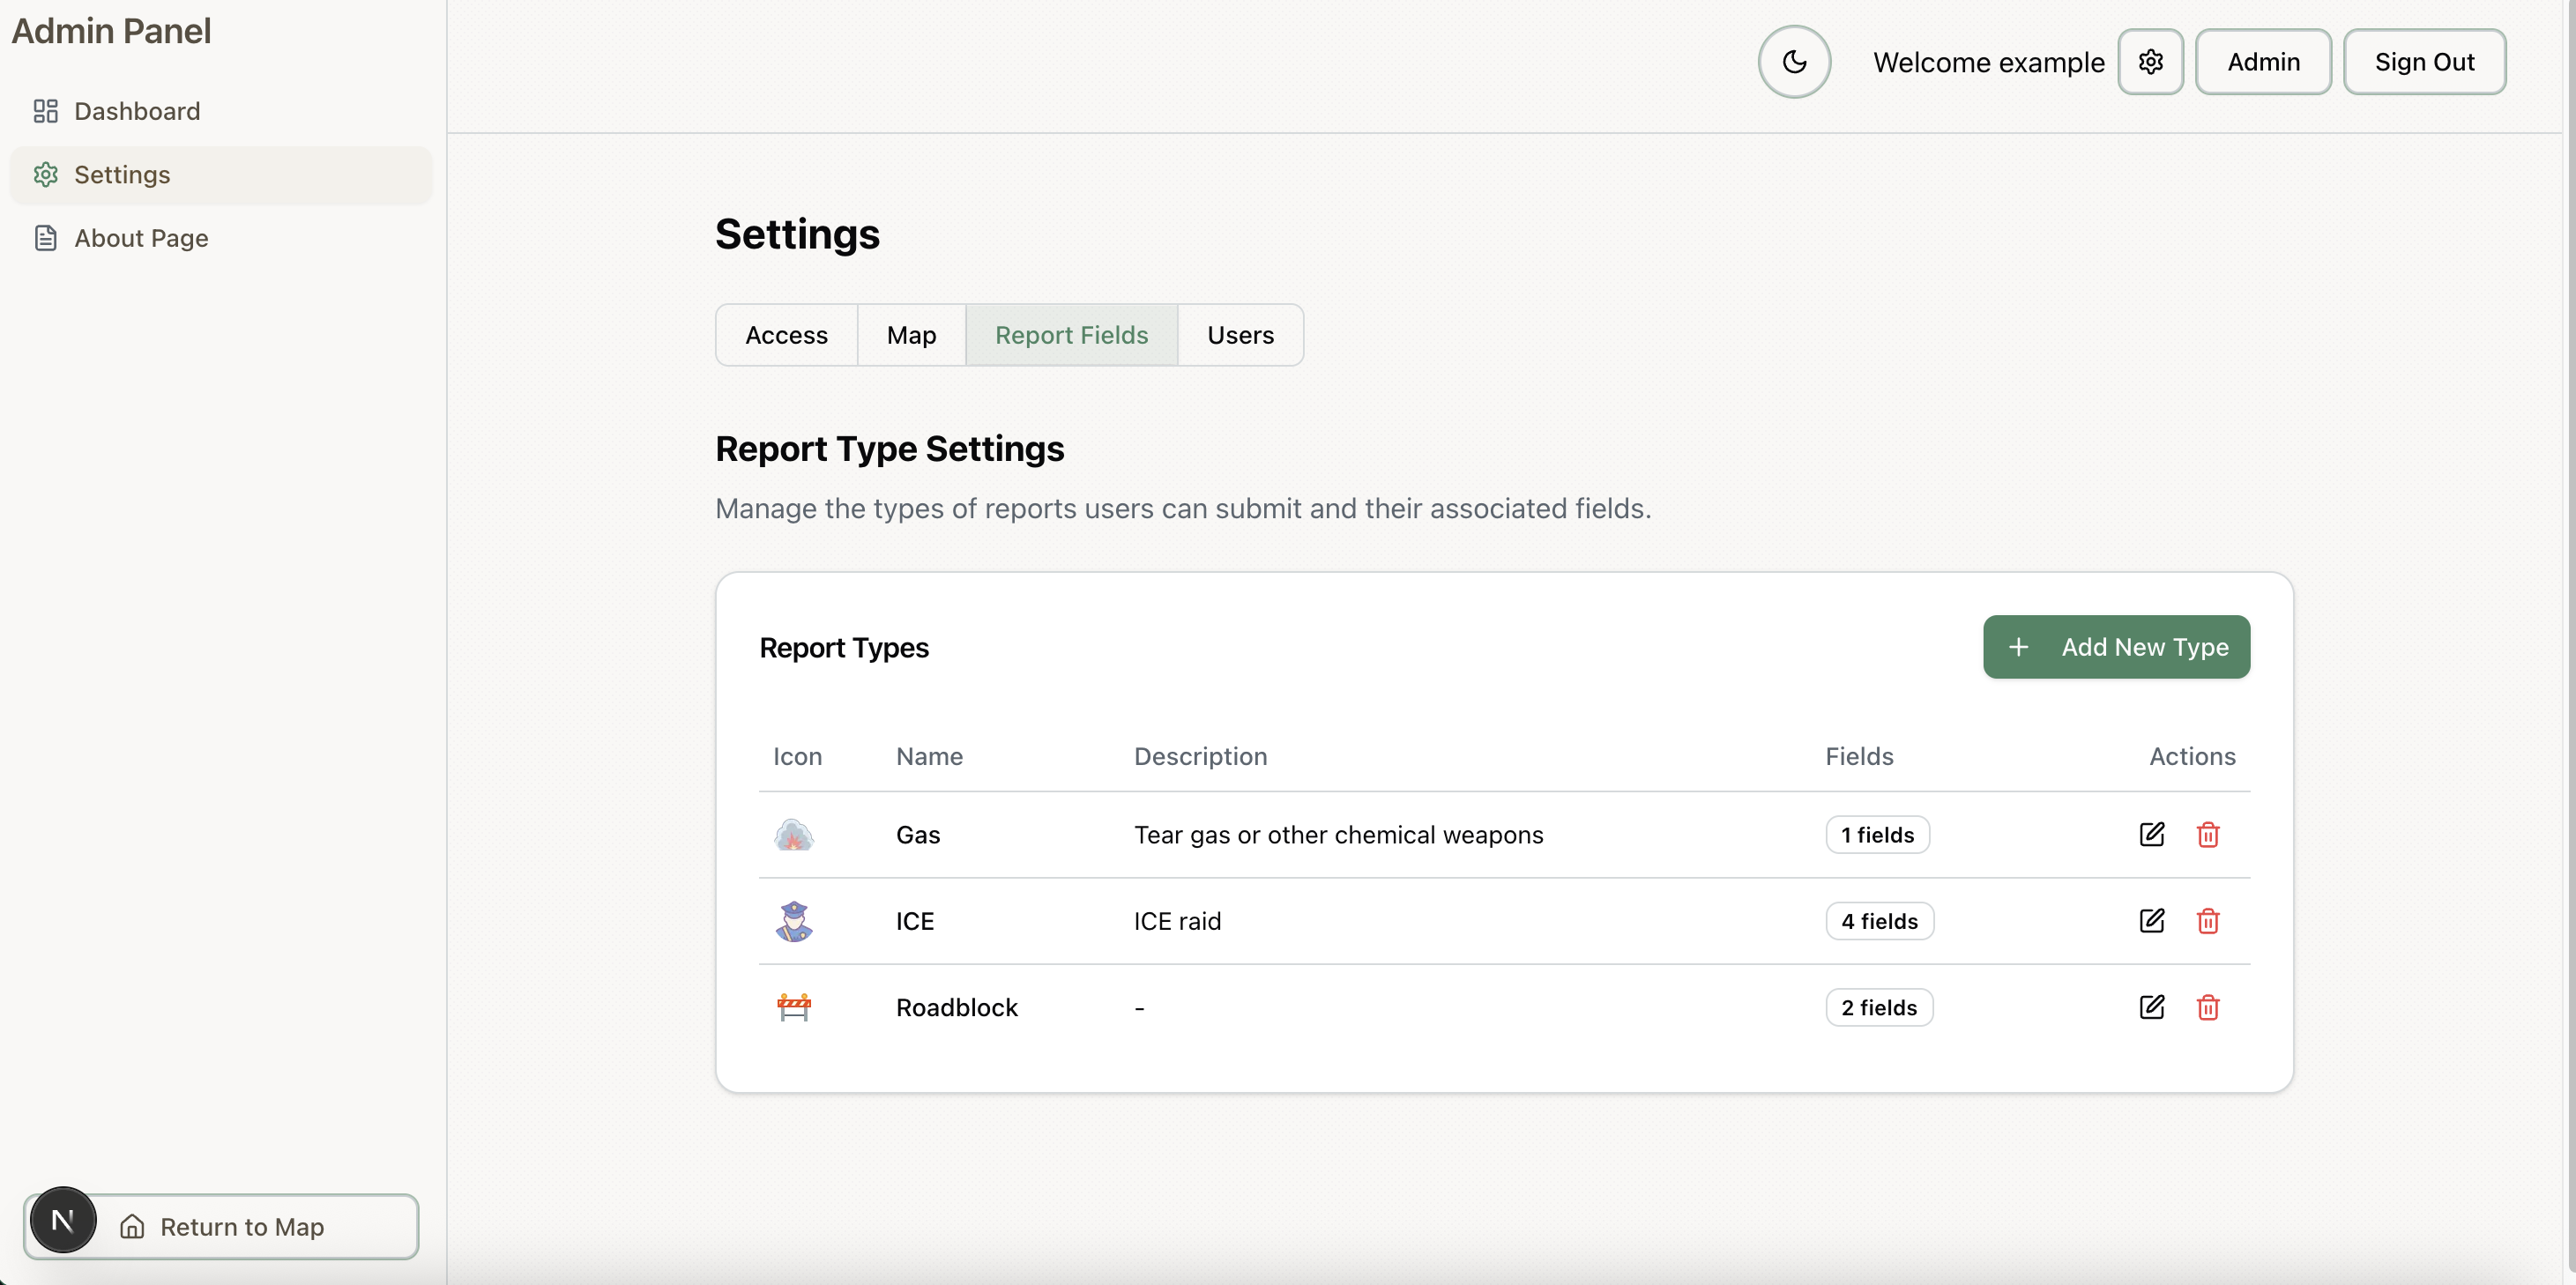 Admin Panel
Dashboard
Settings
About Page
N
Return to Map
Welcome example
Admin
Sign Out
Settings
Access
Map
Report Fields
Users
Report Type Settings
Manage the types of reports users can submit and their associated fields.
Report Types
+ Add New Type
Icon Name Description Fields Actions
Gas Tear gas or other chemical weapons 1 fields
ICE ICE raid 4 fields
Roadblock - 2 fields